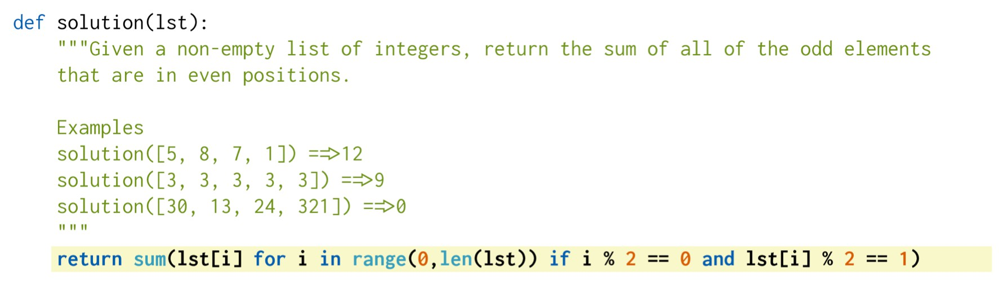 def solution(lst):
"""Given a non-empty list of integers, return the sum of all of the odd elements
that are in even positions.
Examples
solution([5, 8, 7, 1]) ==>12
solution([3, 3, 3, 3, 3]) ==>9
solution([30, 13, 24, 321]) ==>0
"""
return sum(lst[i] for i in range(0,len(lst)) if i % 2 == 0 and lst[i] % 2 == 1)